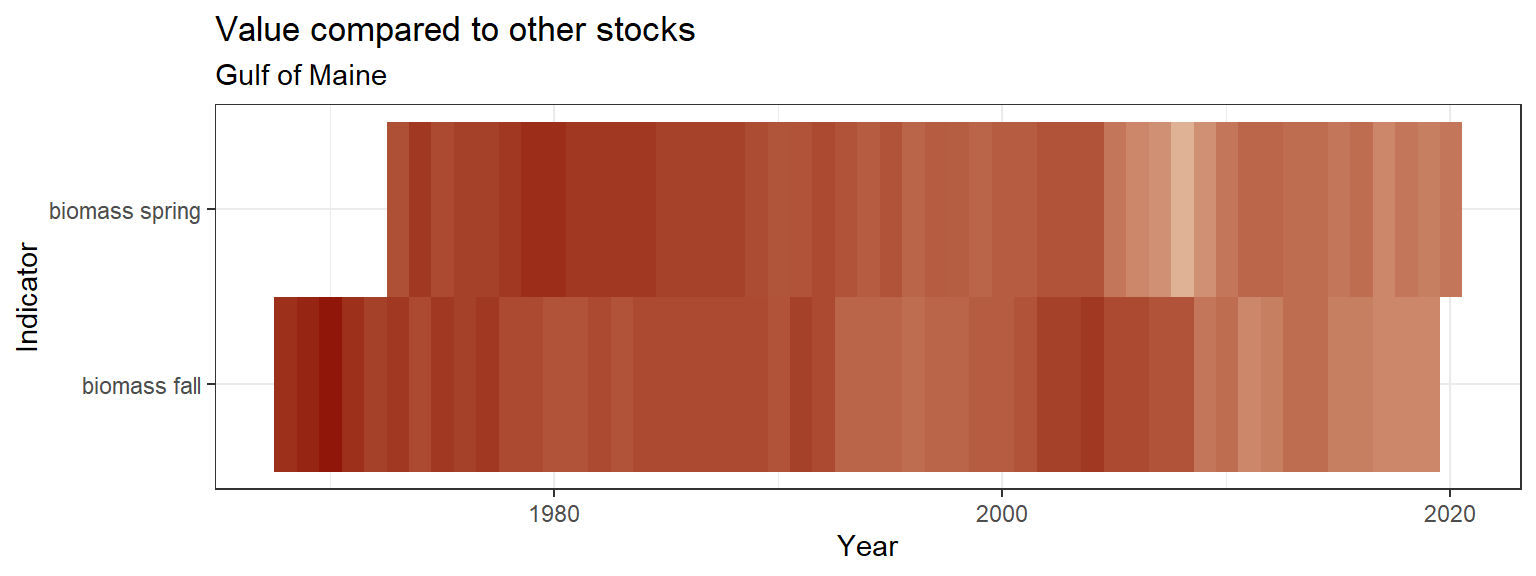 Value compared to other stocks
Gulf of Maine
Indicator
biomass spring
biomass fall
1980
2000
2020
Year